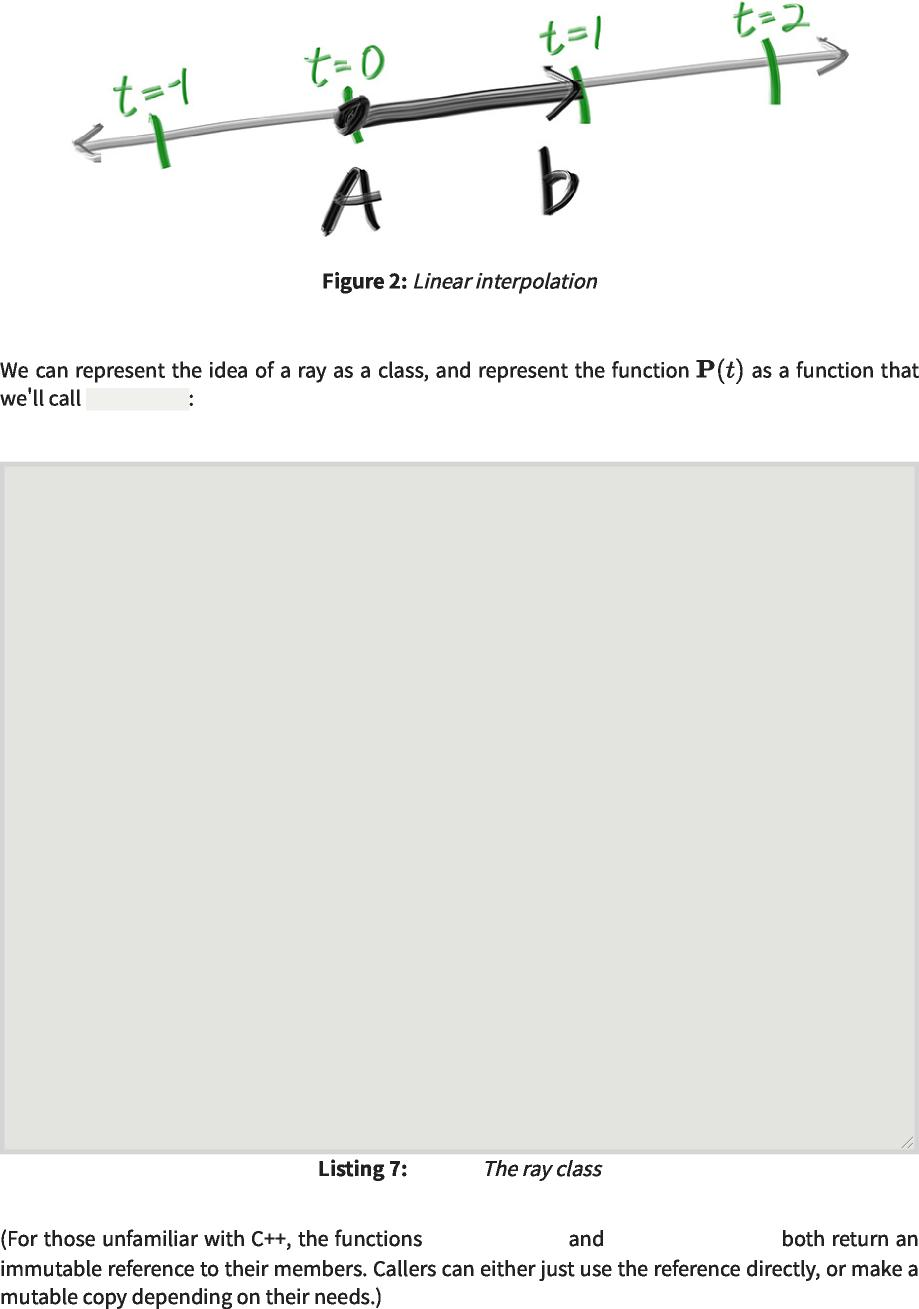 t=-1 t=0 t=1 t=2
A b
Figure 2: Linear interpolation
We can represent the idea of a ray as a class, and represent the function P(t) as a function that
we'll call :
Listing 7: The ray class
(For those unfamiliar with C++, the functions and both return an
immutable reference to their members. Callers can either just use the reference directly, or make a
mutable copy depending on their needs.)